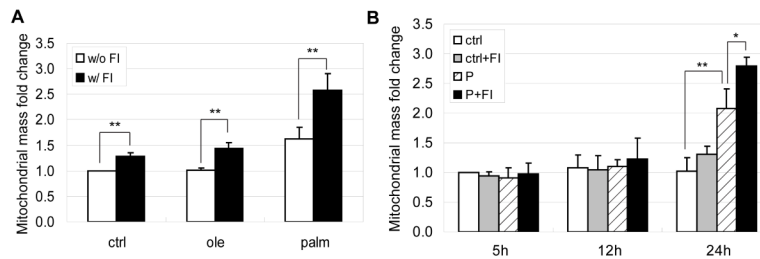 A
Mitochondrial mass fold change
3.5
3.0
2.5
2.0
1.5
1.0
0.5
0.0
w/o FI
w/ FI
**
**
**
ctrl
ole
palm
B
Mitochondrial mass fold change
3.5
3.0
2.5
2.0
1.5
1.0
0.5
0.0
ctrl
ctrl+FI
P
P+FI
**
*
5h
12h
24h